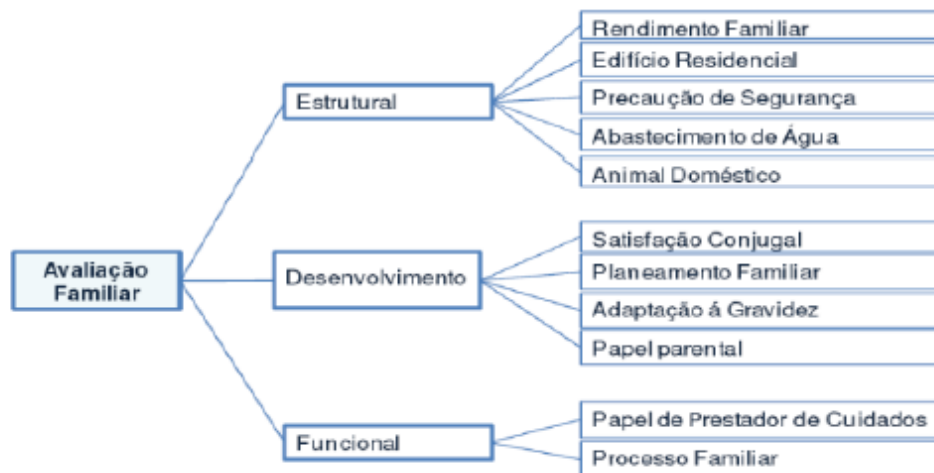 Rendimento Familiar
Edifício Residencial
Estrutural
Precaução de Segurança
Abastecimento de Água
Animal Doméstico
Satisfação Conjugal
Avaliação
Familiar
Desenvolvimento
Planeamento Familiar
Adaptação á Gravidez
Papel parental
Papel de Prestador de Cuidados
Funcional
Processo Familiar